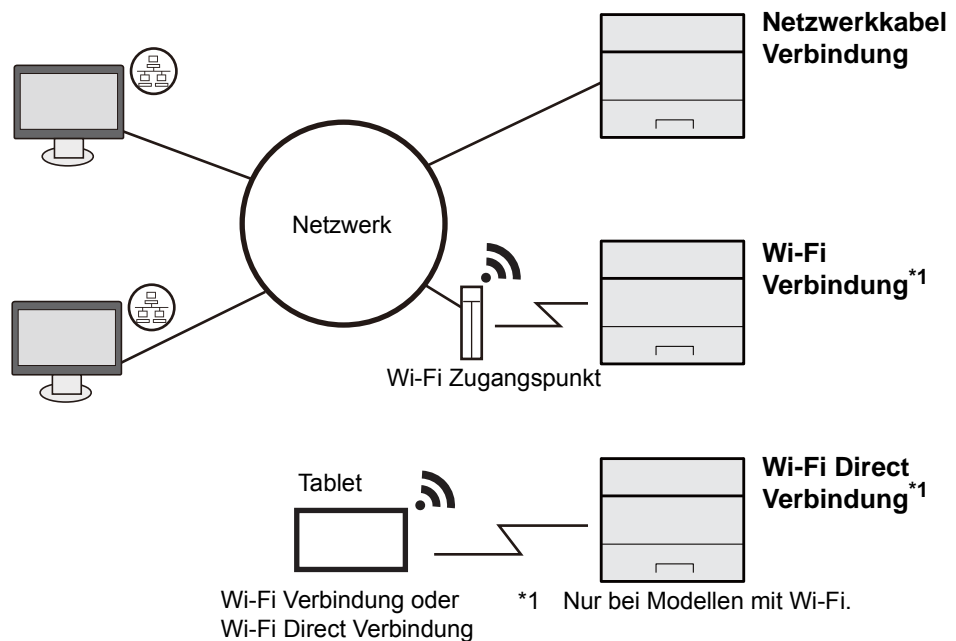 Netzwerkkabel
Verbindung
Netzwerk
Wi-Fi
Verbindung*1
Wi-Fi Zugangspunkt
Wi-Fi Direct
Verbindung*1
Tablet
Wi-Fi Verbindung oder
Wi-Fi Direct Verbindung
*1 Nur bei Modellen mit Wi-Fi.